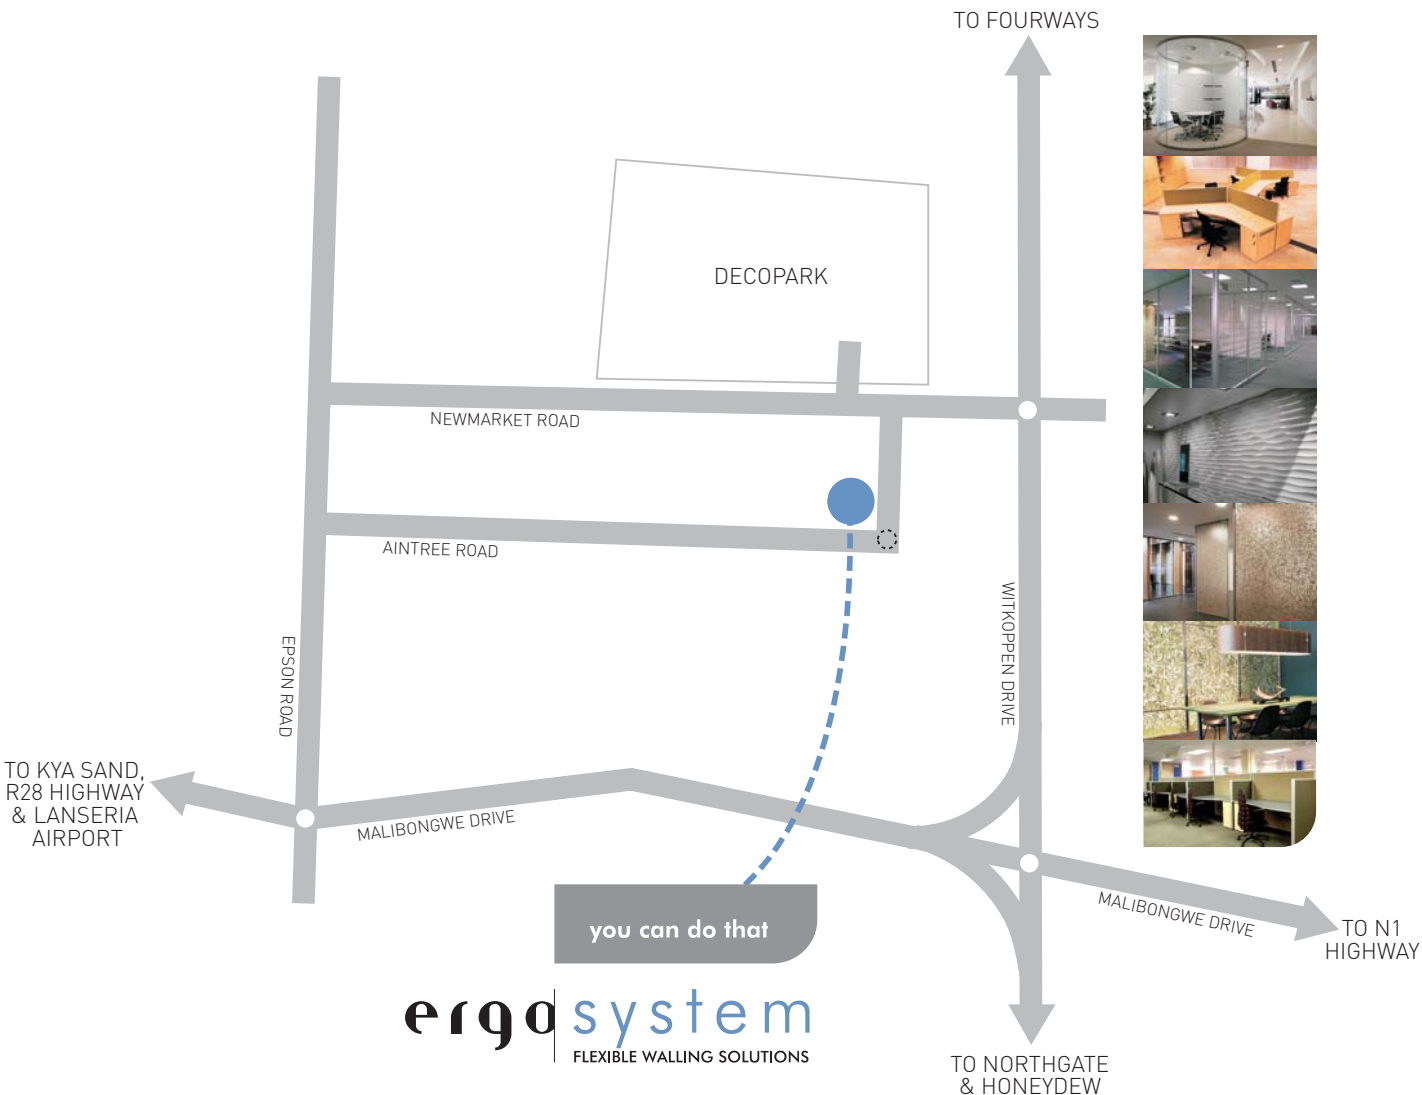 TO FOURWAYS
DECOPARK
NEWMARKET ROAD
AINTREE ROAD
EPSON ROAD
WITKOPPEN DRIVE
TO KYA SAND,
R28 HIGHWAY
& LANSERIA
AIRPORT
MALIBONGWE DRIVE
MALIBONGWE DRIVE
TO N1
HIGHWAY
you can do that
ergo system
FLEXIBLE WALLING SOLUTIONS
TO NORTHGATE
& HONEYDEW